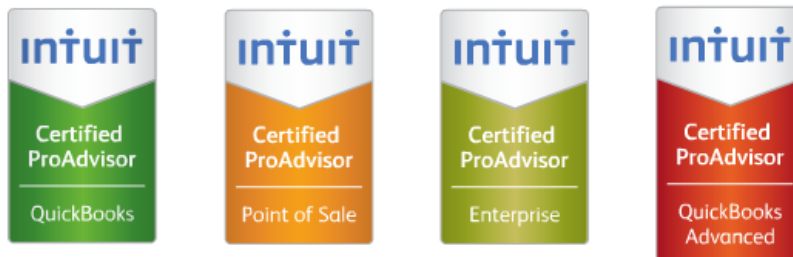 intuit
Certified
ProAdvisor
QuickBooks
intuit
Certified
ProAdvisor
Point of Sale
intuit
Certified
ProAdvisor
Enterprise
intuit
Certified
ProAdvisor
QuickBooks
Advanced